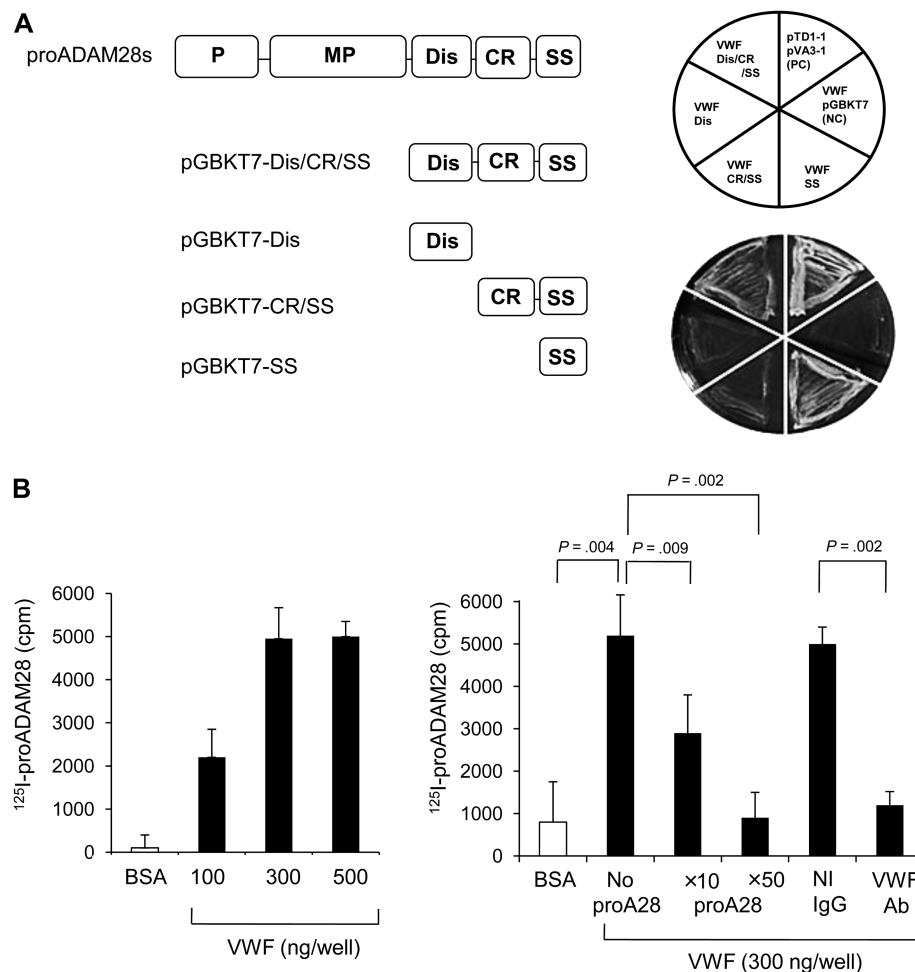 A
proADAM28s
P
MP
Dis
CR
SS
pGBKT7-Dis/CR/SS
Dis
CR
SS
pGBKT7-Dis
Dis
pGBKT7-CR/SS
CR
SS
pGBKT7-SS
SS
VWF
Dis/CR
/SS
pTD1-1
pVA3-1
(PC)
VWF
Dis
VWF
pGBKT7
(NC)
VWF
CR/SS
VWF
SS
B
125I-proADAM28 (cpm)
6000
5000
4000
3000
2000
1000
0
BSA
100
300
500
VWF (ng/well)
P = .002
P = .004
P = .009
P = .002
125I-proADAM28 (cpm)
6000
5000
4000
3000
2000
1000
0
BSA
No
proA28
×10
×50
proA28
NI
IgG
VWF
Ab
VWF (300 ng/well)